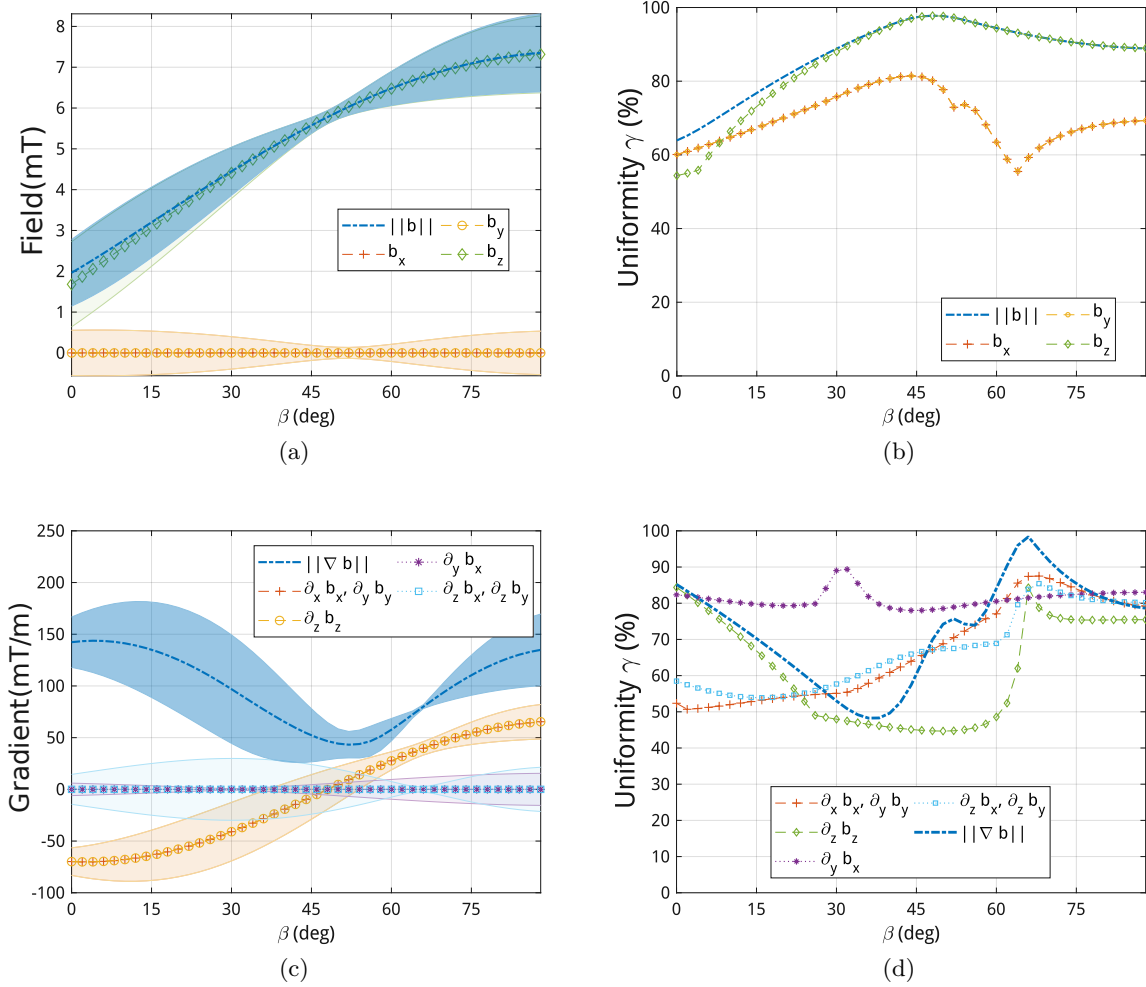 8
7
6
5
4
3
2
1
0
Field(mT)
||b||
b_x
b_y
b_z
0 15 30 45 60 75
β (deg)
(a)
100
80
60
40
20
0
Uniformity γ (%)
||b||
b_x
b_y
b_z
0 15 30 45 60 75
β (deg)
(b)
250
200
150
100
50
0
-50
-100
Gradient(mT/m)
||∇ b||
∂_x b_x, ∂_y b_y
∂_z b_z
∂_y b_x
∂_z b_x, ∂_z b_y
0 15 30 45 60 75
β (deg)
(c)
100
90
80
70
60
50
40
30
20
10
0
Uniformity γ (%)
∂_x b_x, ∂_y b_y
∂_z b_z
∂_y b_x
∂_z b_x, ∂_z b_y
||∇ b||
0 15 30 45 60 75
β (deg)
(d)